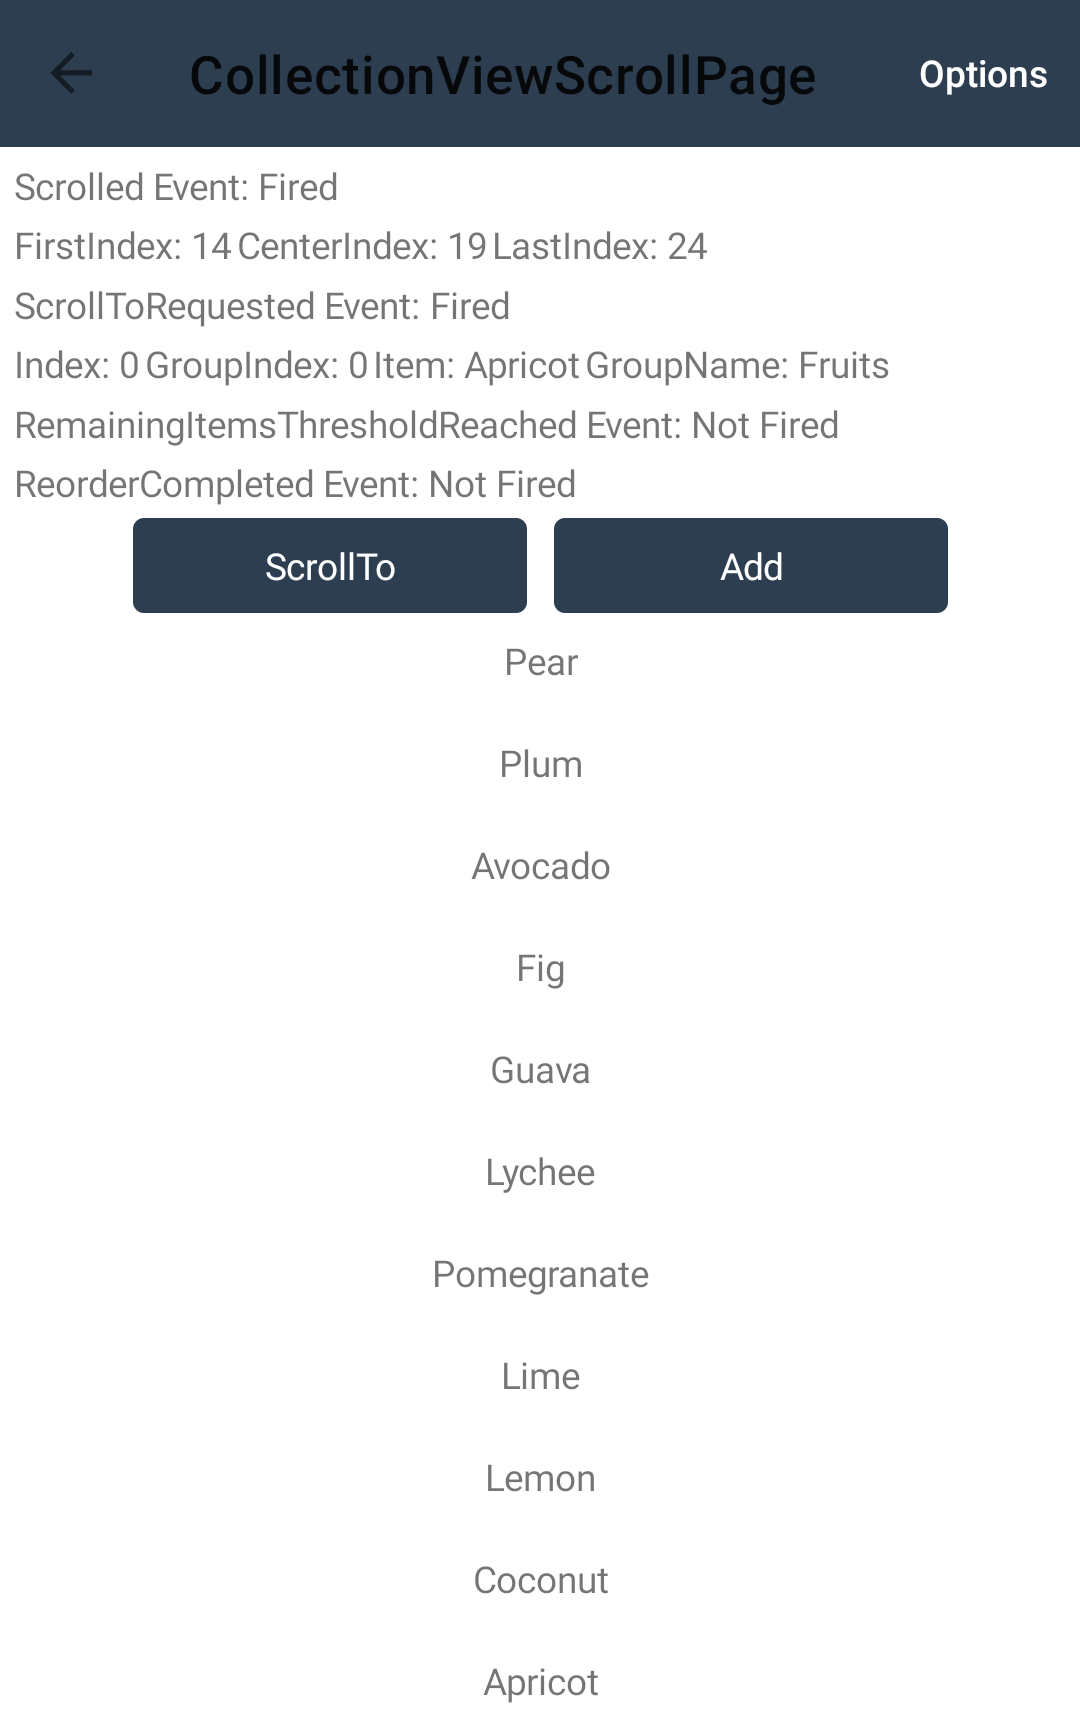 CollectionViewScrollPage Options
Scrolled Event: Fired
FirstIndex: 14 CenterIndex: 19 LastIndex: 24
ScrollToRequested Event: Fired
Index: 0 GroupIndex: 0 Item: Apricot GroupName: Fruits
RemainingItemsThresholdReached Event: Not Fired
ReorderCompleted Event: Not Fired
ScrollTo Add
Pear
Plum
Avocado
Fig
Guava
Lychee
Pomegranate
Lime
Lemon
Coconut
Apricot